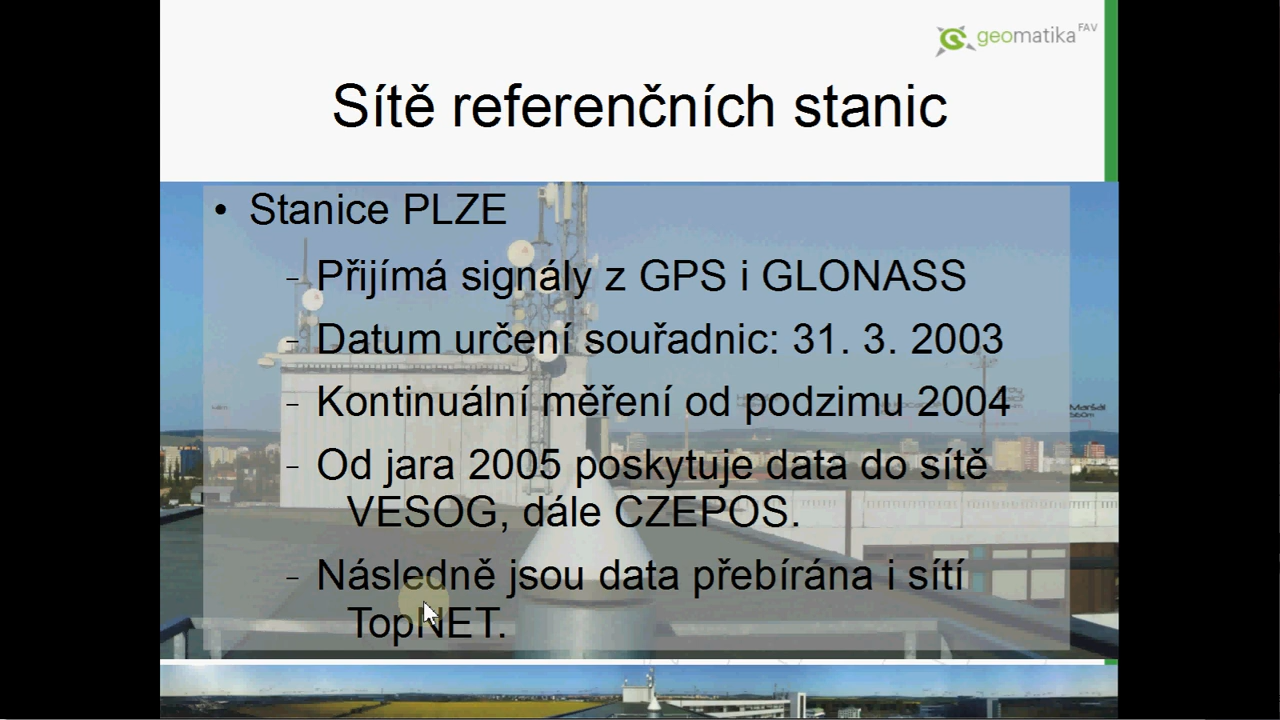 geomatika FAV
Sítě referenčních stanic
• Stanice PLZE
– Přijímá signály z GPS i GLONASS
– Datum určení souřadnic: 31. 3. 2003
– Kontinuální měření od podzimu 2004
– Od jara 2005 poskytuje data do sítě
VESOG, dále CZEPOS.
– Následně jsou data přebírána i sítí
TopNET.